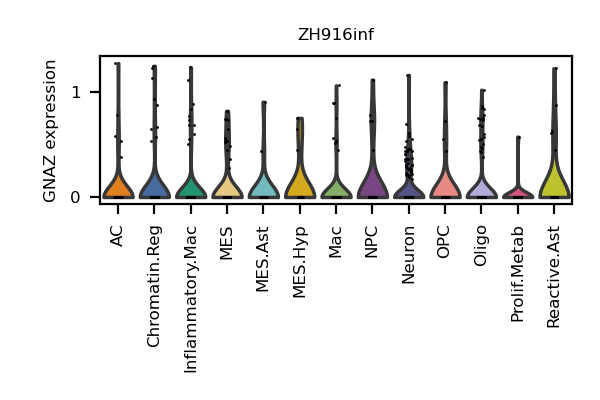 ZH916inf
GNAZ expression
1
0
AC
Chromatin.Reg
Inflammatory.Mac
MES
MES.Ast
MES.Hyp
Mac
NPC
Neuron
OPC
Oligo
Prolif.Metab
Reactive.Ast